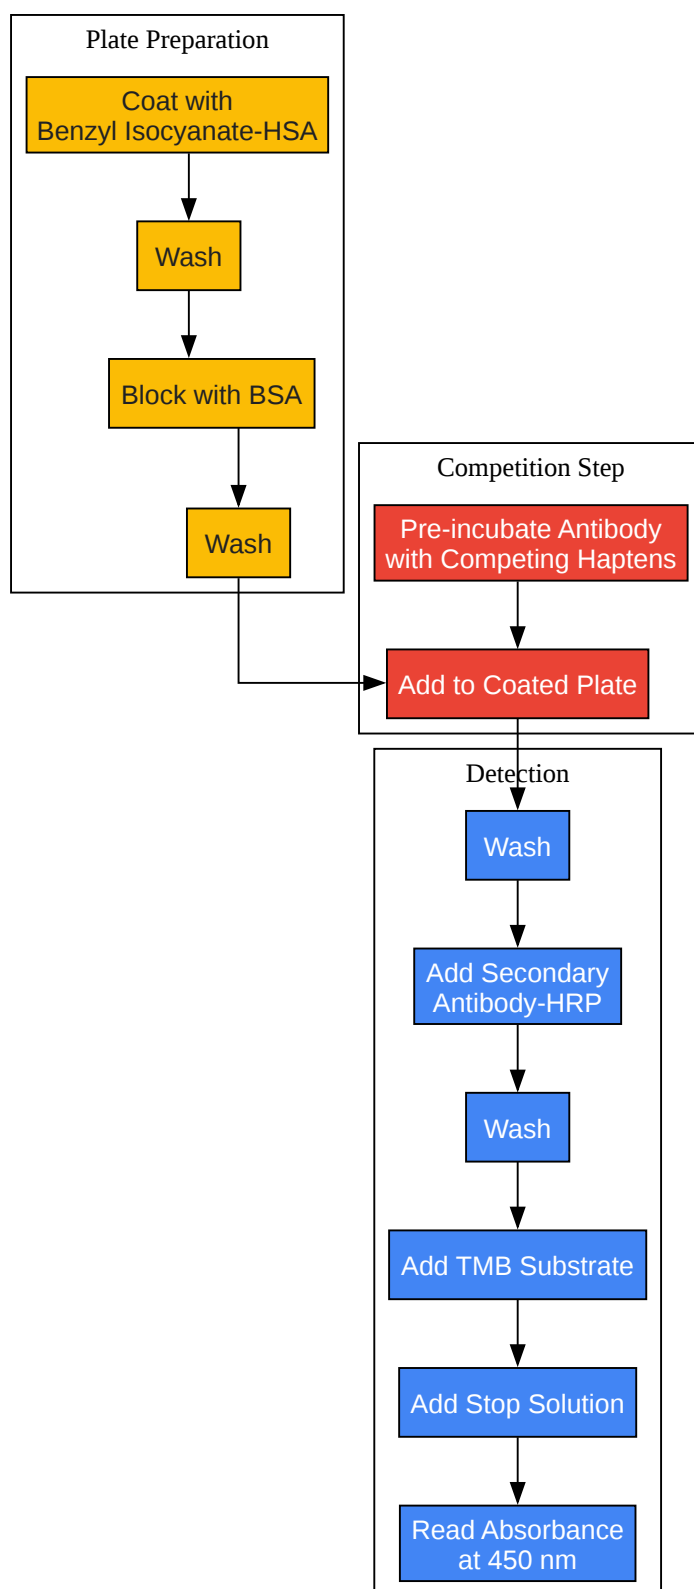 Plate Preparation
Coat with
Benzyl Isocyanate-HSA
Wash
Block with BSA
Wash
Competition Step
Pre-incubate Antibody
with Competing Haptens
Add to Coated Plate
Detection
Wash
Add Secondary
Antibody-HRP
Wash
Add TMB Substrate
Add Stop Solution
Read Absorbance
at 450 nm